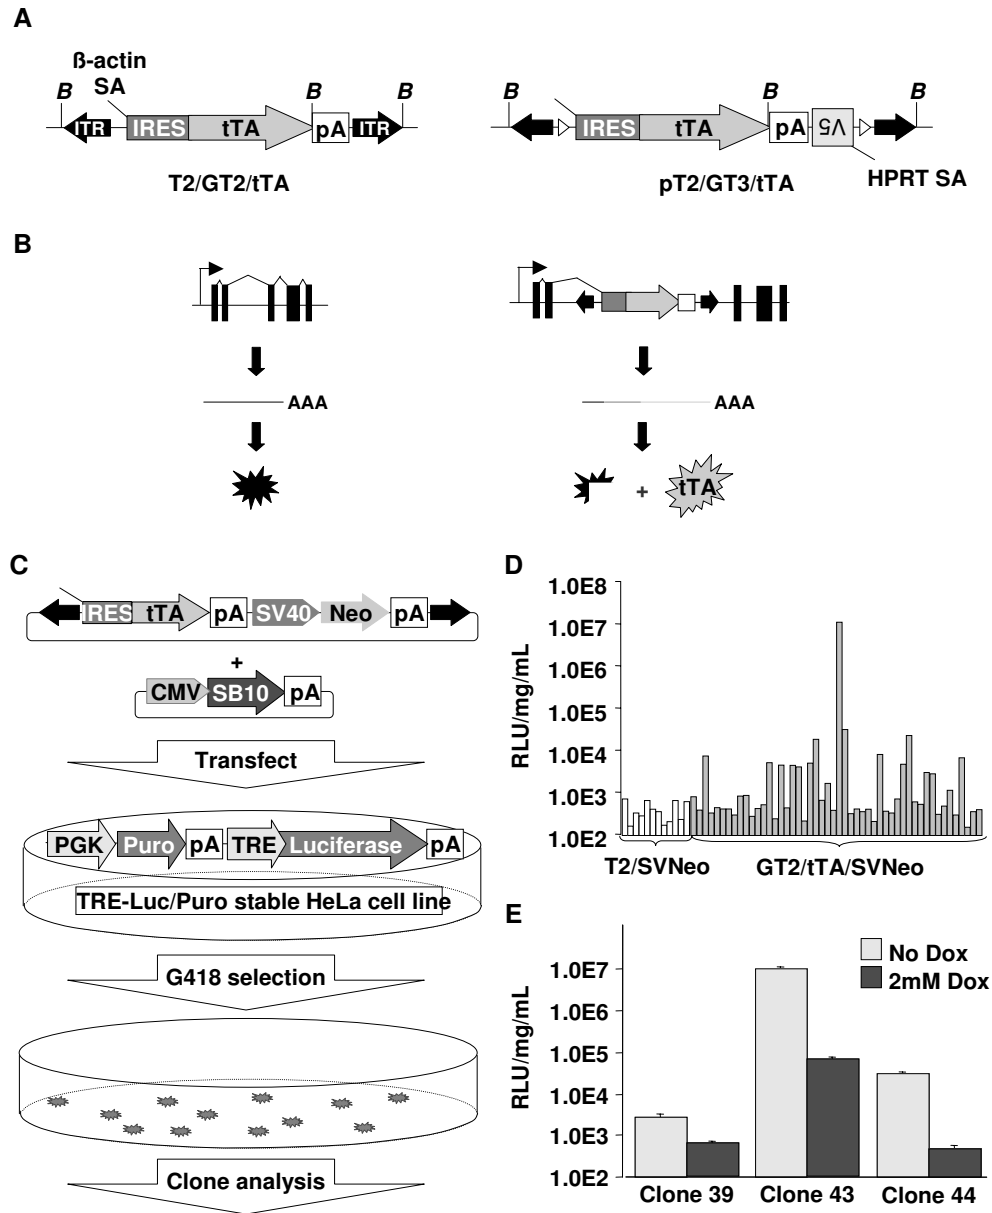 A
ß-actin
SA
B
B
B
ITR
IRES
tTA
pA
ITR
T2/GT2/tTA
B
B
IRES
tTA
pA
V5
HPRT SA
pT2/GT3/tTA
B
AAA
AAA
+
tTA
C
IRES
tTA
pA
SV40
Neo
pA
+
CMV
SB10
pA
Transfect
PGK
Puro
pA
TRE
Luciferase
pA
TRE-Luc/Puro stable HeLa cell line
G418 selection
Clone analysis
D
RLU/mg/mL
1.0E8
1.0E7
1.0E6
1.0E5
1.0E4
1.0E3
1.0E2
T2/SVNeo
GT2/tTA/SVNeo
E
RLU/mg/mL
1.0E7
1.0E6
1.0E5
1.0E4
1.0E3
1.0E2
No Dox
2mM Dox
Clone 39
Clone 43
Clone 44